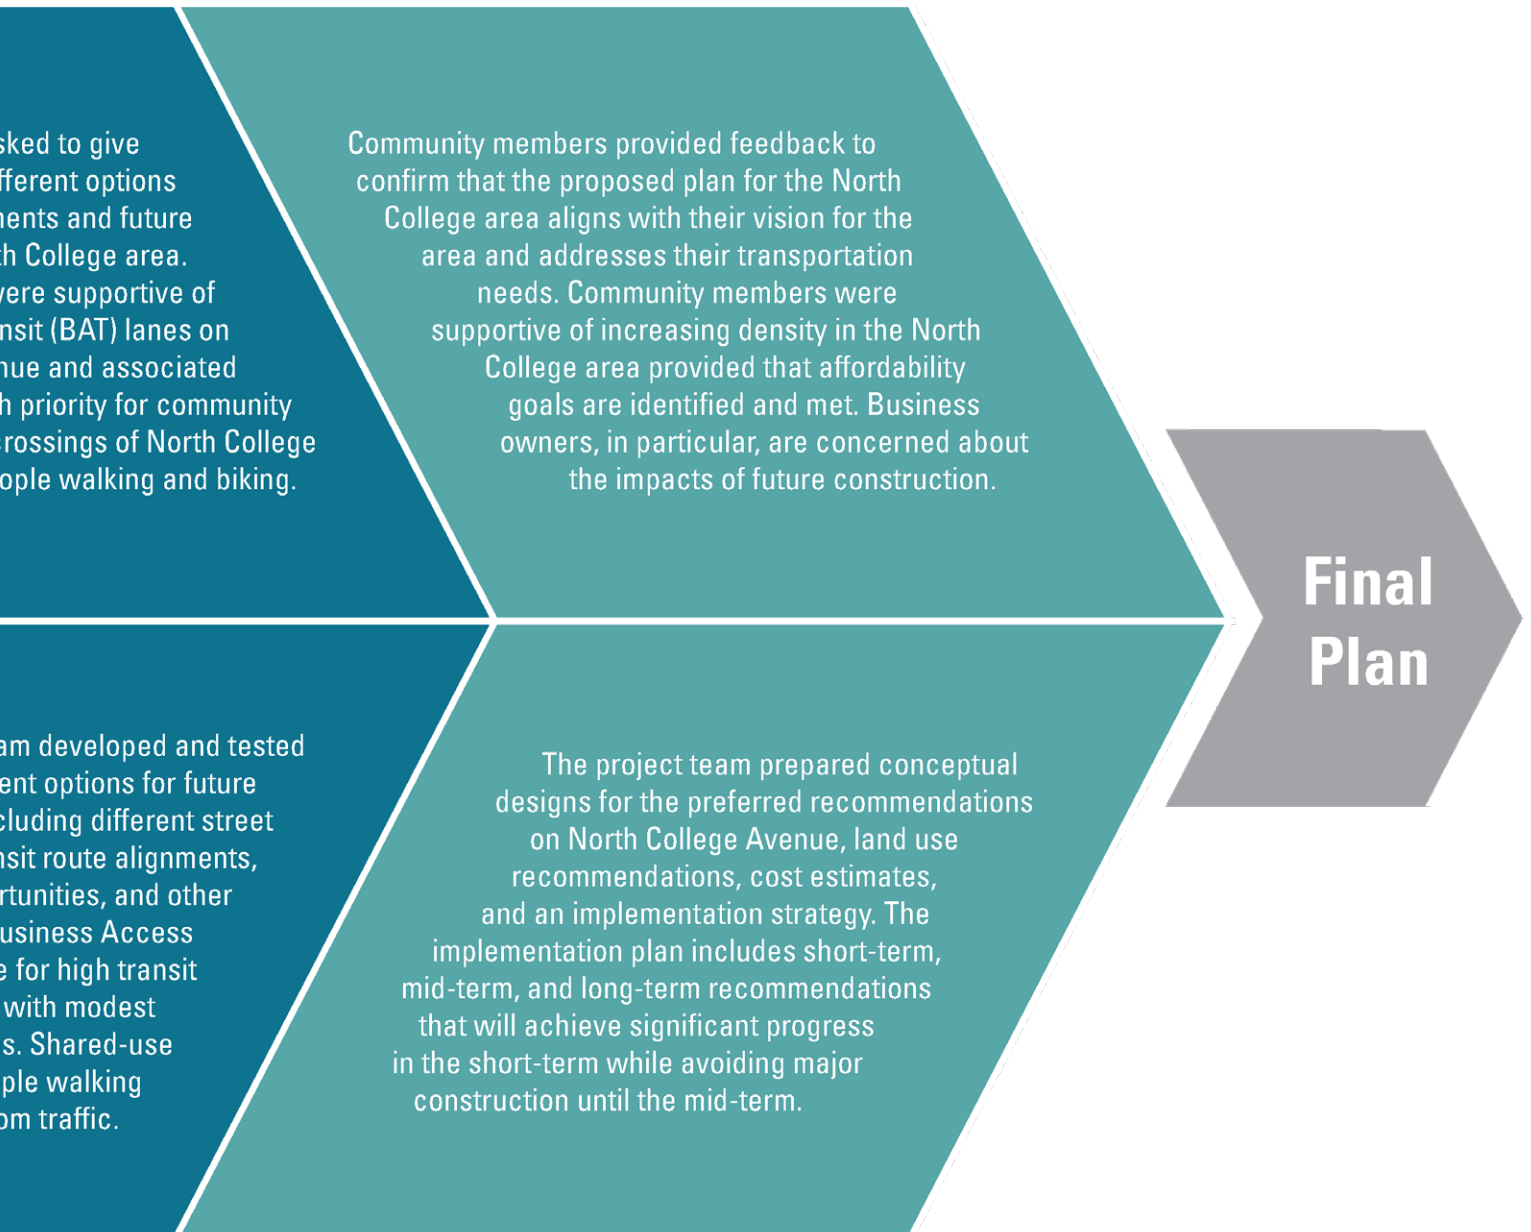 sked to give
fferent options
nents and future
th College area.
vere supportive of
nsit (BAT) lanes on
nue and associated
h priority for community
crossings of North College
ople walking and biking.
Community members provided feedback to
confirm that the proposed plan for the North
College area aligns with their vision for the
area and addresses their transportation
needs. Community members were
supportive of increasing density in the North
College area provided that affordability
goals are identified and met. Business
owners, in particular, are concerned about
the impacts of future construction.
am developed and tested
ent options for future
cluding different street
nsit route alignments,
rtunities, and other
usiness Access
e for high transit
with modest
s. Shared-use
ple walking
om traffic.
The project team prepared conceptual
designs for the preferred recommendations
on North College Avenue, land use
recommendations, cost estimates,
and an implementation strategy. The
implementation plan includes short-term,
mid-term, and long-term recommendations
that will achieve significant progress
in the short-term while avoiding major
construction until the mid-term.
Final
Plan